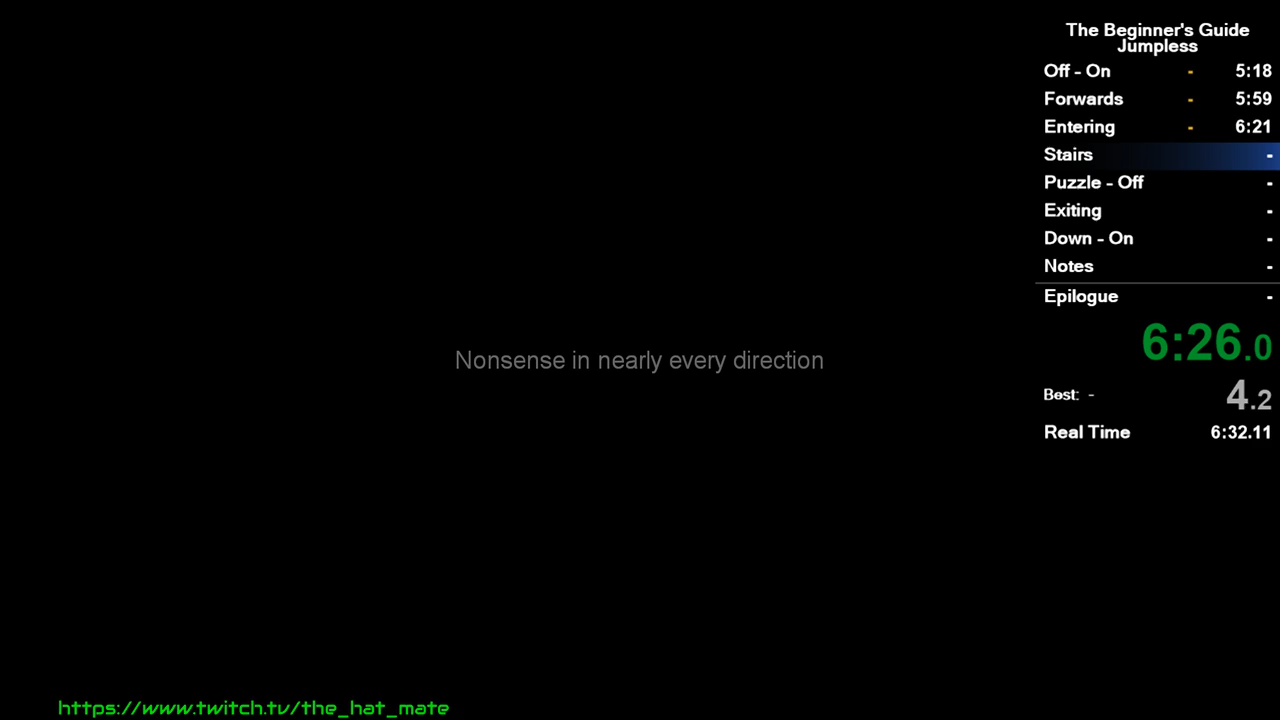 The Beginner's Guide
Jumpless
Off - On - 5:18
Forwards - 5:59
Entering - 6:21
Stairs -
Puzzle - Off -
Exiting -
Down - On -
Notes -
Epilogue -
6:26.0
Nonsense in nearly every direction
Best: - 4.2
Real Time 6:32.11
https://www.twitch.tv/the_hat_mate